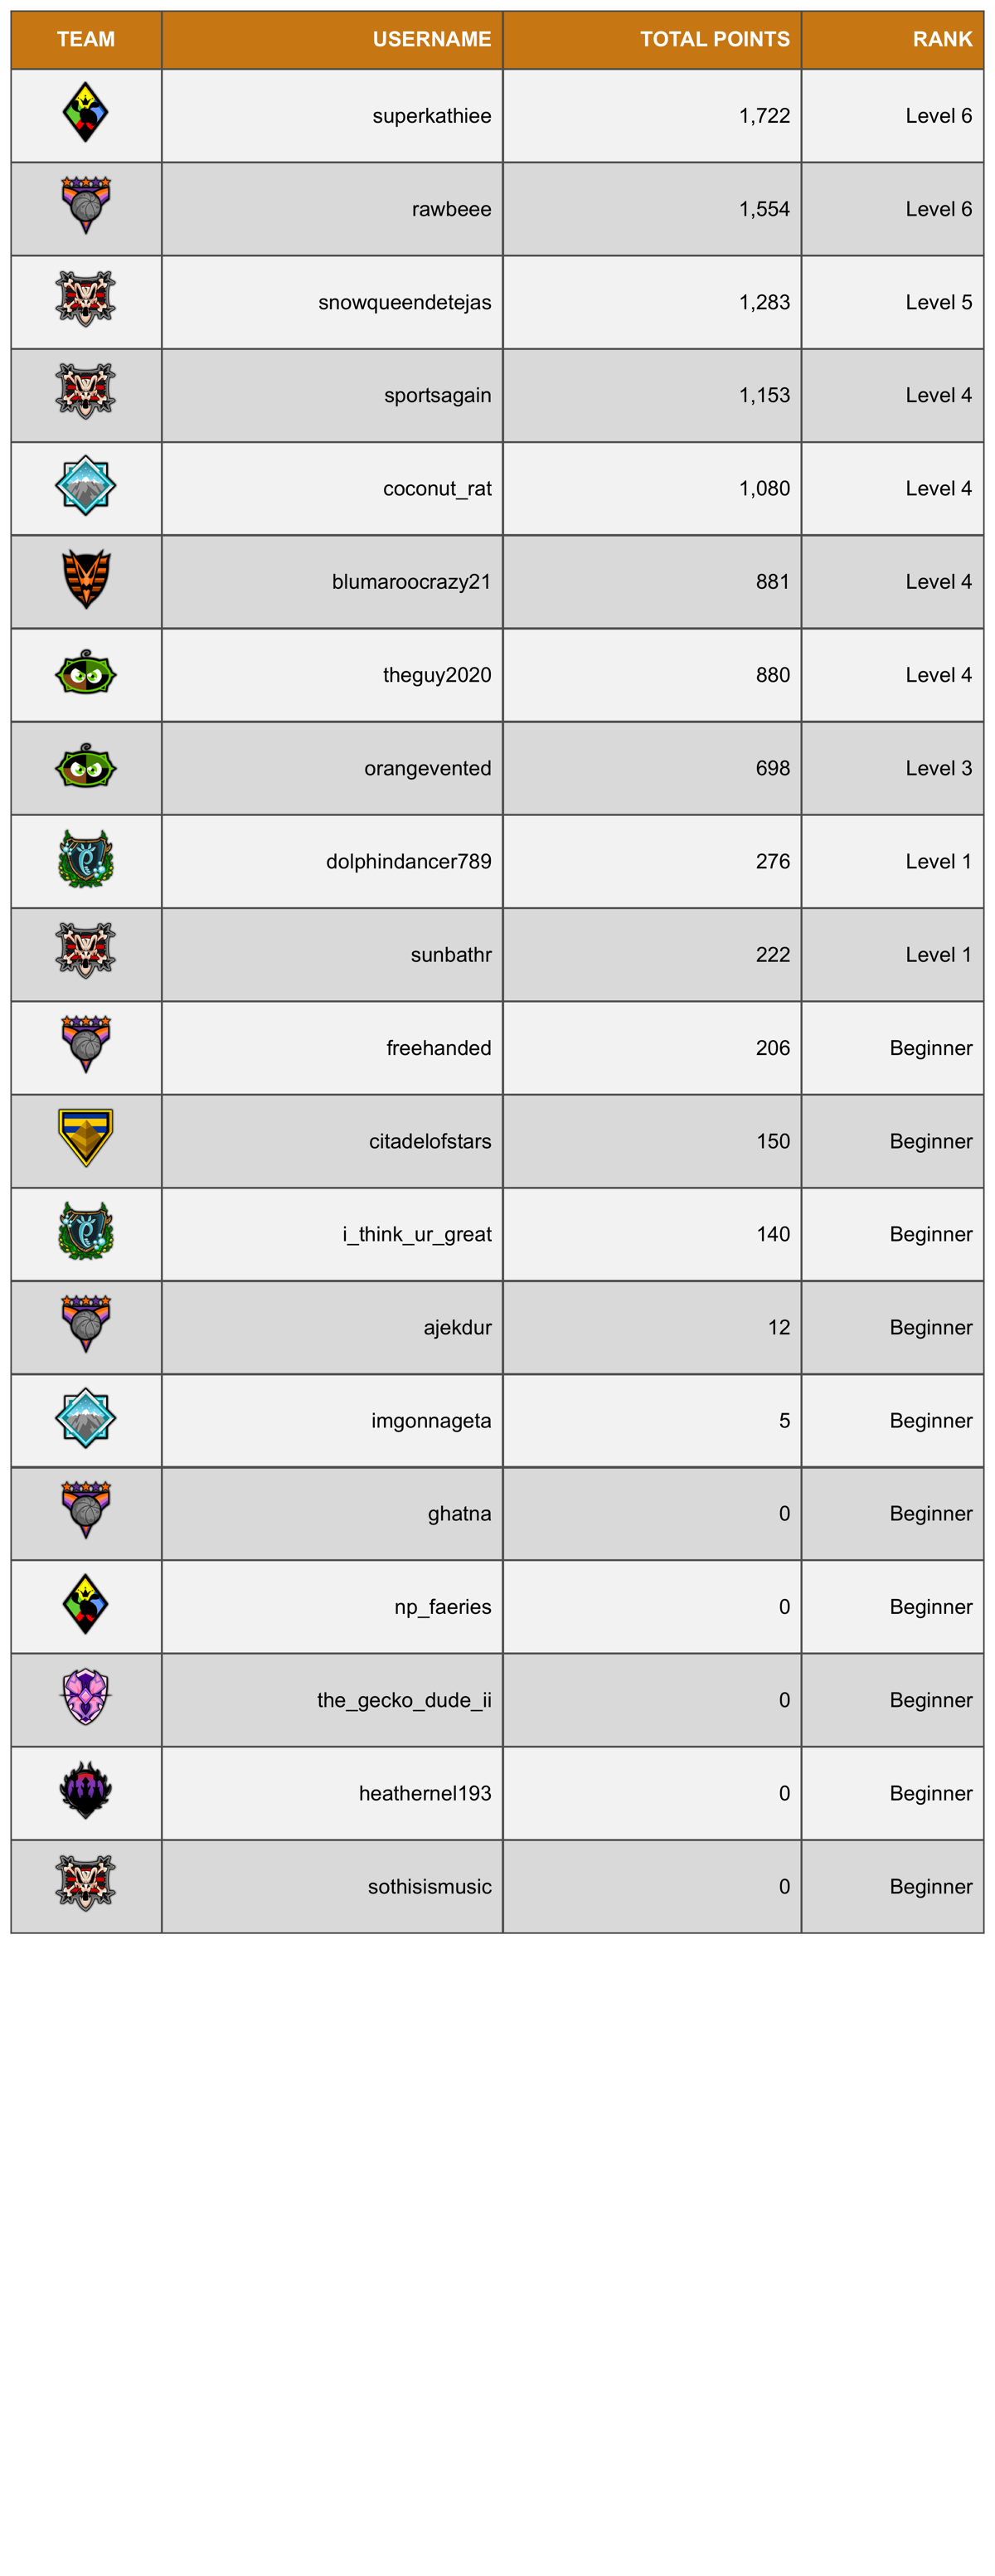 TEAM USERNAME TOTAL POINTS RANK
superkathiee 1,722 Level 6
rawbeee 1,554 Level 6
snowqueendetejas 1,283 Level 5
sportsagain 1,153 Level 4
coconut_rat 1,080 Level 4
blumaroocrazy21 881 Level 4
theguy2020 880 Level 4
orangevented 698 Level 3
dolphindancer789 276 Level 1
sunbathr 222 Level 1
freehanded 206 Beginner
citadelofstars 150 Beginner
i_think_ur_great 140 Beginner
ajekdur 12 Beginner
imgonnageta 5 Beginner
ghatna 0 Beginner
np_faeries 0 Beginner
the_gecko_dude_ii 0 Beginner
heathernel193 0 Beginner
sothisismusic 0 Beginner